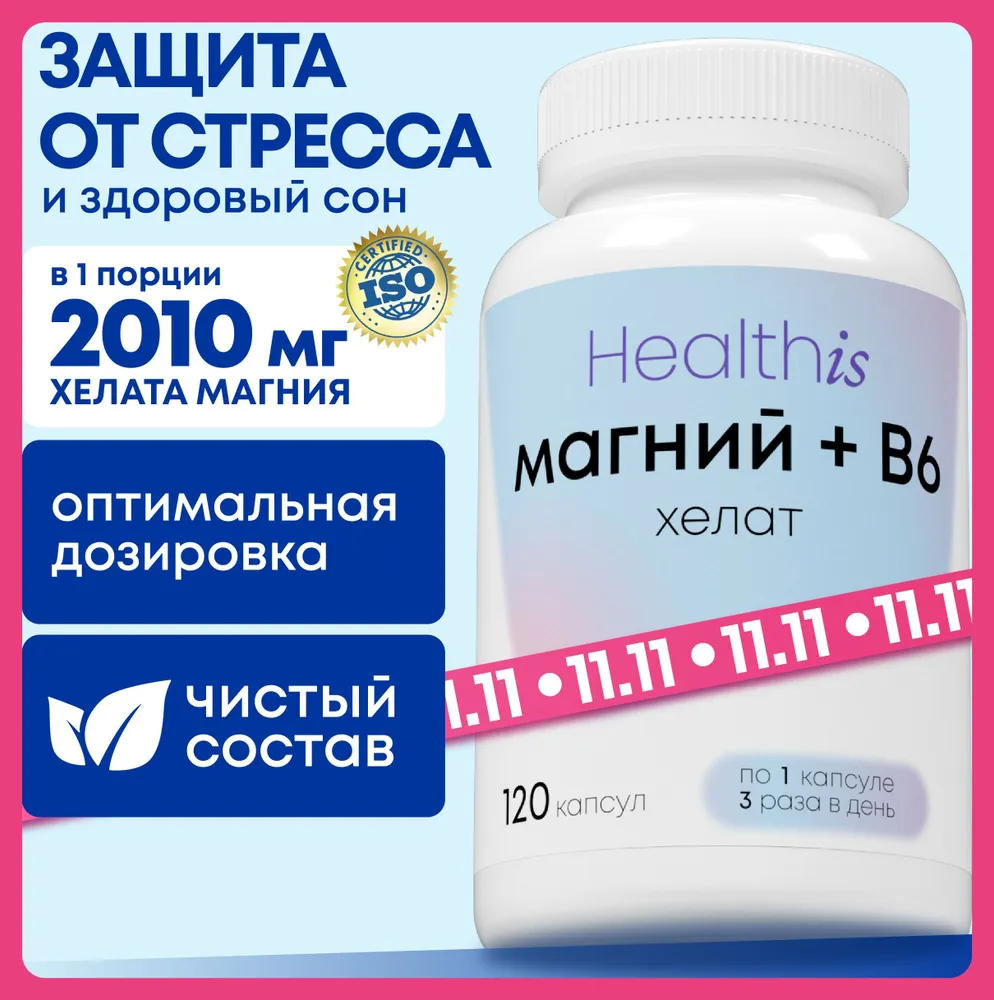 ЗАЩИТА
ОТ СТРЕССА
и здоровый сон
в 1 порции
2010 мг
ХЕЛАТА МАГНИЯ
CERTIFIED
ISO
оптимальная
дозировка
чистый
состав
Healthis
магний + B6
хелат
1.11 • 11.11 • 11.11 • 11.11
120 капсул
по 1 капсуле
3 раза в день